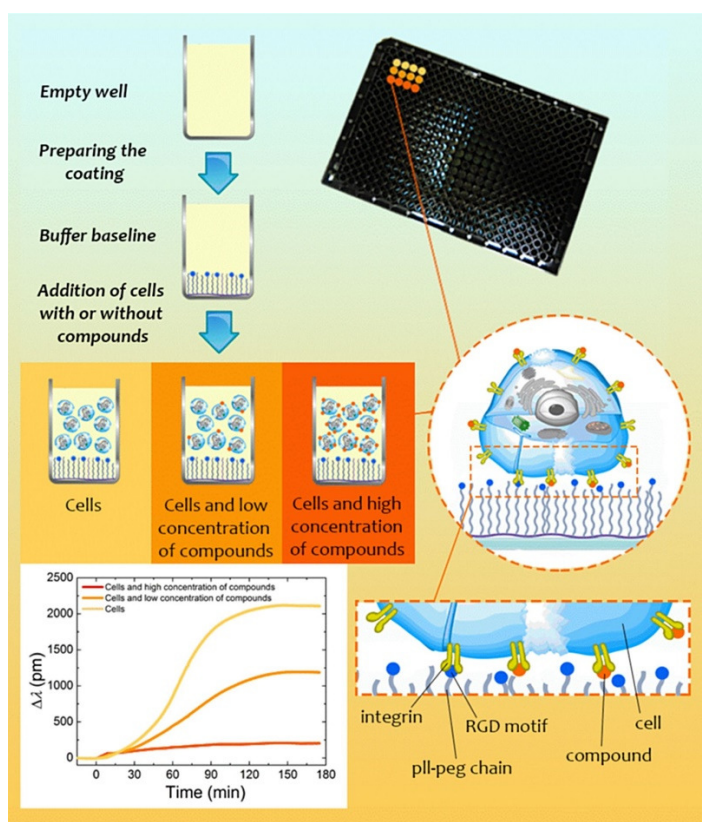 Empty well
Preparing the
coating
Buffer baseline
Addition of cells
with or without
compounds
Cells
Cells and low
concentration
of compounds
Cells and high
concentration
of compounds
2500
2000
1500
1000
500
0
Δλ (pm)
Cells and high concentration of compounds
Cells and low concentration of compounds
Cells
-30 0 30 60 90 120 150 180
Time (min)
integrin
RGD motif
cell
pll-peg chain
compound